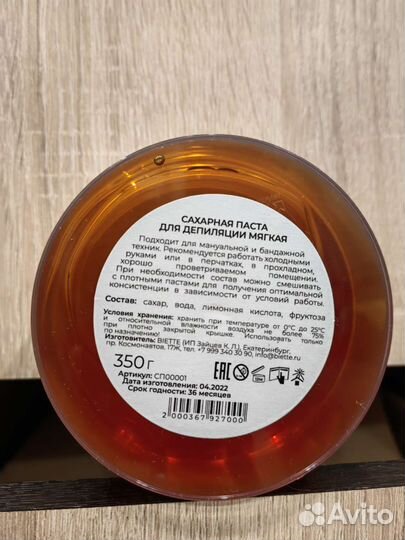 САХАРНАЯ ПАСТА
ДЛЯ ДЕПИЛЯЦИИ МЯГКАЯ
Подходит для мануальной и бандажной
техник. Рекомендуется работать холодными
руками или в перчатках, в прохладном,
хорошо проветриваемом помещении.
При необходимости состав можно смешивать
с плотными пастами для получения оптимальной
консистенции в зависимости от условий работы.
Состав: сахар, вода, лимонная кислота, фруктоза
Условия хранения: хранить при температуре от 0°С до 25°С
и относительной влажности воздуха не более 75%
при плотно закрытой крышке. Использовать только
по назначению!
Изготовитель: BIETTE (ИП Зайцев К. Л.), Екатеринбург,
пр. Космонавтов, 17Ж, тел. +7 999 340 30 90, info@biette.ru
350 г
Артикул: СП00001
Дата изготовления: 04.2022
Срок годности: 36 месяцев
EAC
12M
2 000367 927000
Avito